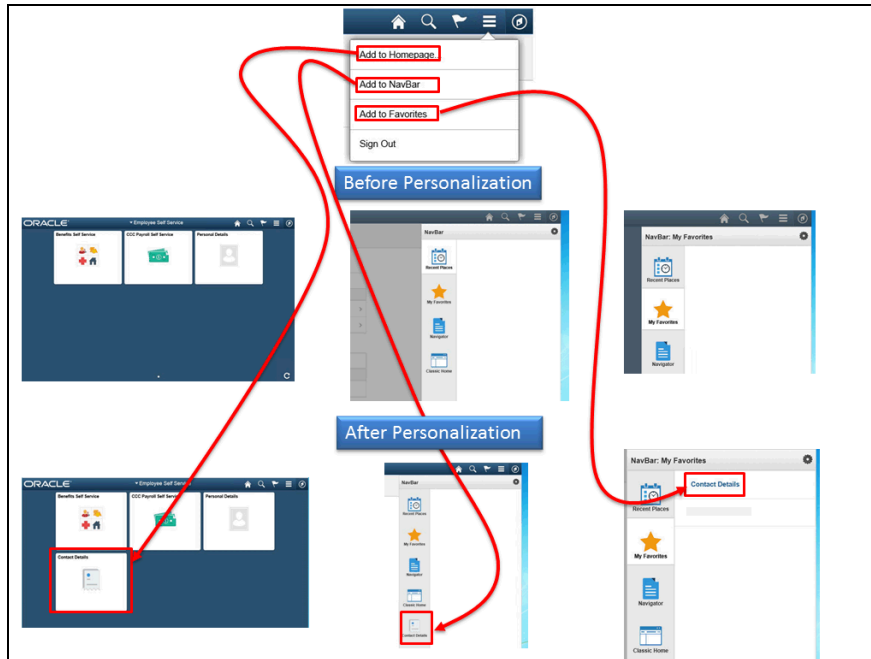 Add to Homepage
Add to NavBar
Add to Favorites
Sign Out
Before Personalization
ORACLE
Employee Self Service
Benefits Self Service
CCC Payroll Self Service
Personal Details
NavBar
Recent Places
My Favorites
Navigator
Classic Home
NavBar: My Favorites
Recent Places
My Favorites
Navigator
After Personalization
ORACLE
Employee Self Service
Benefits Self Service
CCC Payroll Self Service
Personal Details
Contact Details
NavBar
Recent Places
My Favorites
Navigator
Classic Home
Contact Details
NavBar: My Favorites
Contact Details
Recent Places
My Favorites
Navigator
Classic Home